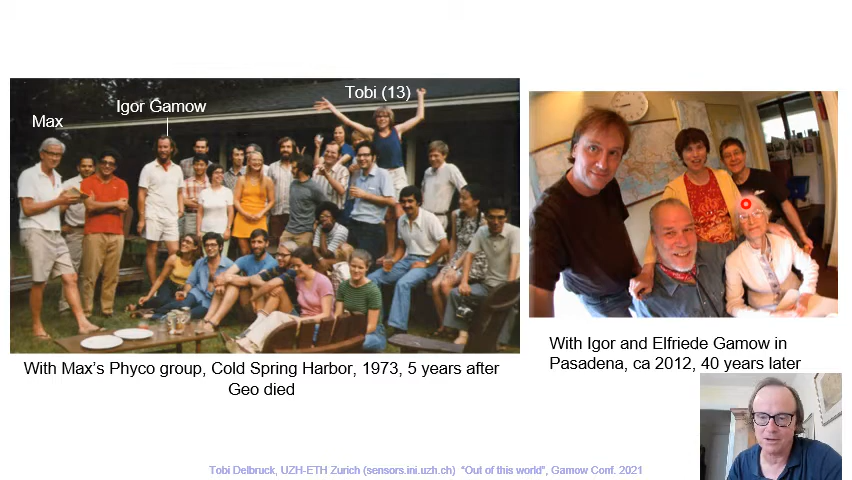 Max
Igor Gamow
Tobi (13)
With Max's Phyco group, Cold Spring Harbor, 1973, 5 years after
Geo died
With Igor and Elfriede Gamow in
Pasadena, ca 2012, 40 years later
Tobi Delbruck, UZH-ETH Zurich (sensors.ini.uzh.ch) "Out of this world", Gamow Conf. 2021